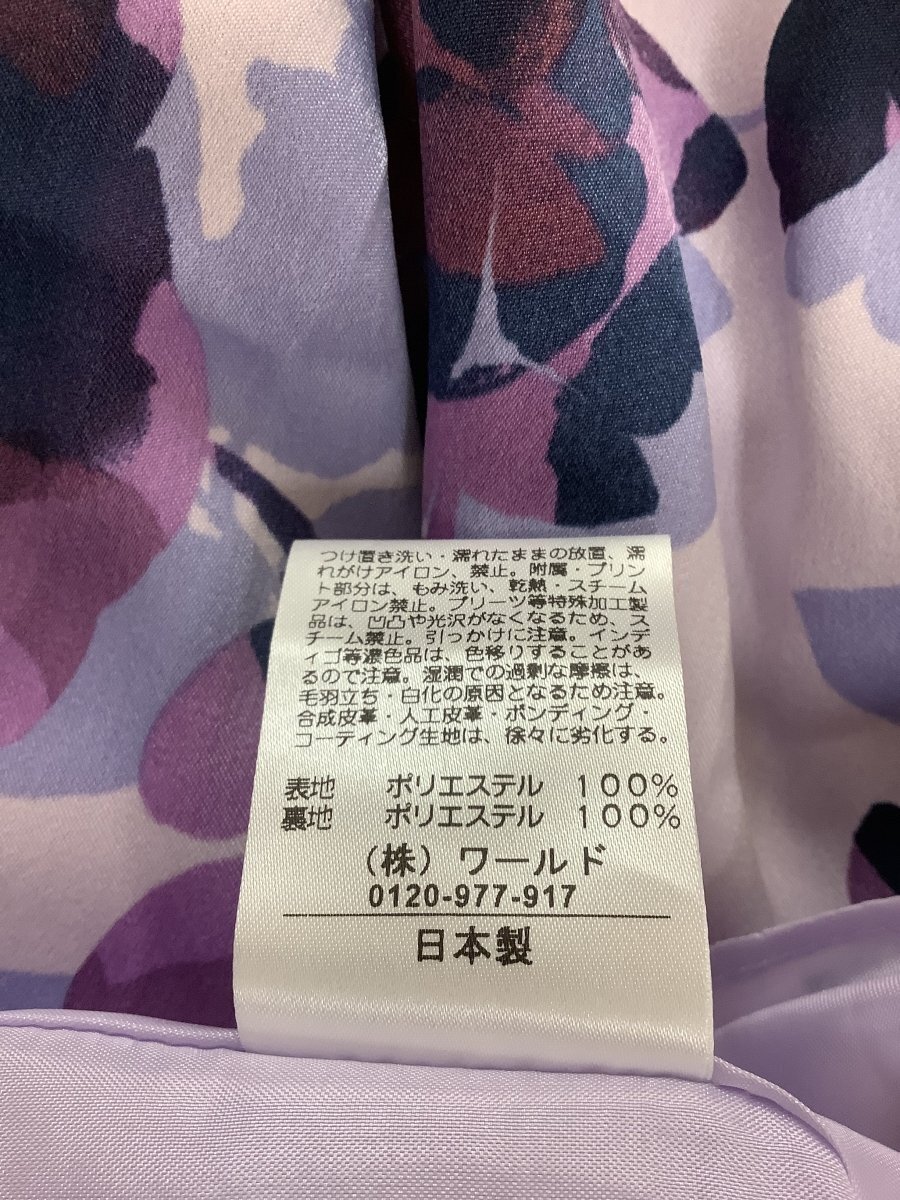 つけ置き洗い・濡れたままの放置、濡
れがけアイロン、禁止。附属・プリン
ト部分は、もみ洗い、乾熱・スチーム
アイロン禁止。プリーツ等特殊加工製
品は、凹凸や光沢がなくなるため、ス
チーム禁止。引っかけに注意。インデ
ィゴ等濃色品は、色移りすることがあ
るので注意。湿潤での過剰な摩擦は、
毛羽立ち・白化の原因となるため注意。
合成皮革・人工皮革・ボンディング・
コーティング生地は、徐々に劣化する。
表地 ポリエステル 100%
裏地 ポリエステル 100%
(株) ワールド
0120-977-917
日本製